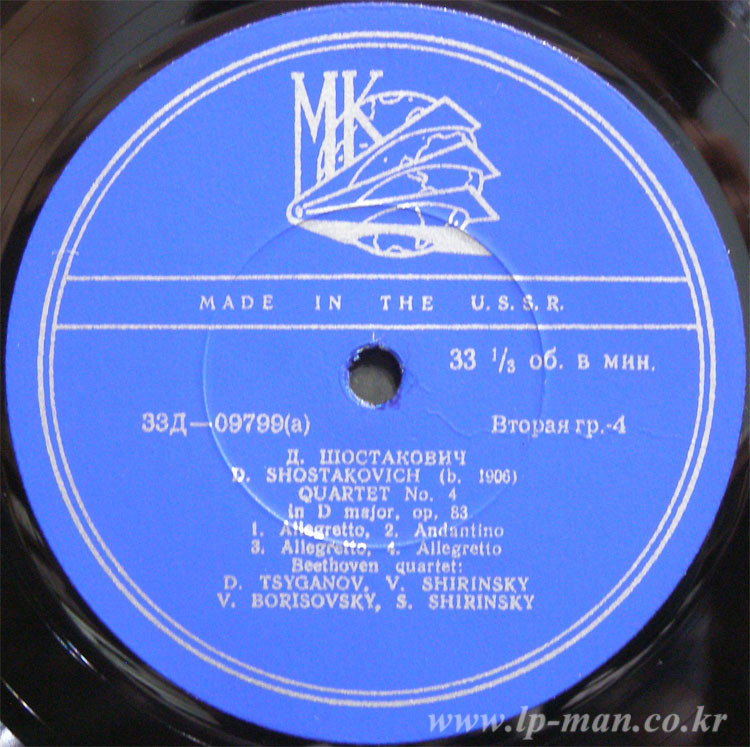 MK
MADE IN THE U.S.S.R.
33 1/3 об. в мин.
33Д—09799(а)
Вторая гр.-4
Д. ШОСТАКОВИЧ
D. SHOSTAKOVICH (b. 1906)
QUARTET No. 4
in D major, op. 83
1. Allegretto, 2. Andantino
3. Allegretto, 4. Allegretto
Beethoven quartet:
D. TSYGANOV, V. SHIRINSKY
V. BORISOVSKY, S. SHIRINSKY
www.lp-man.co.kr